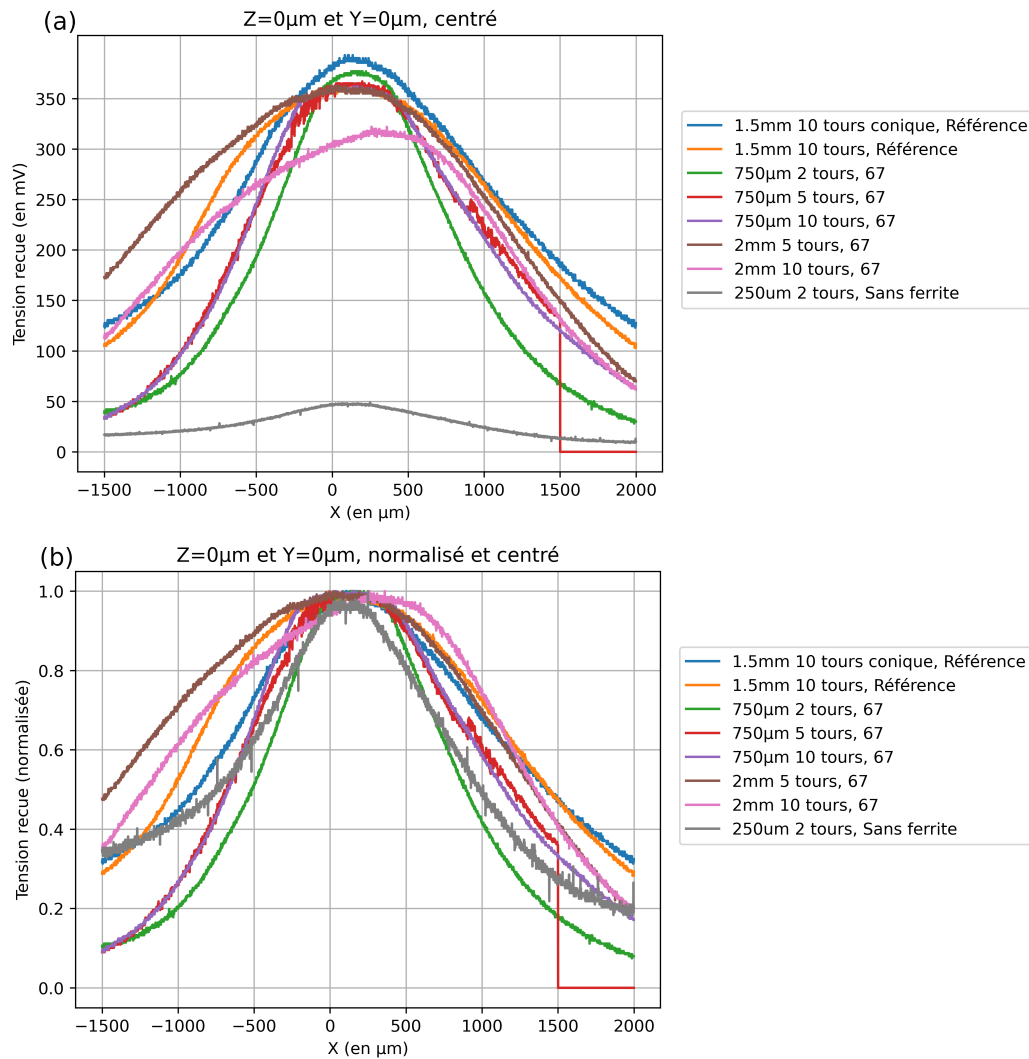 (a)
Z=0μm et Y=0μm, centré
350
300
250
200
150
100
50
0
Tension recue (en mV)
−1500 −1000 −500 0 500 1000 1500 2000
X (en μm)
1.5mm 10 tours conique, Référence
1.5mm 10 tours, Référence
750μm 2 tours, 67
750μm 5 tours, 67
750μm 10 tours, 67
2mm 5 tours, 67
2mm 10 tours, 67
250um 2 tours, Sans ferrite
(b)
Z=0μm et Y=0μm, normalisé et centré
1.0
0.8
0.6
0.4
0.2
0.0
Tension recue (normalisée)
−1500 −1000 −500 0 500 1000 1500 2000
X (en μm)
1.5mm 10 tours conique, Référence
1.5mm 10 tours, Référence
750μm 2 tours, 67
750μm 5 tours, 67
750μm 10 tours, 67
2mm 5 tours, 67
2mm 10 tours, 67
250um 2 tours, Sans ferrite